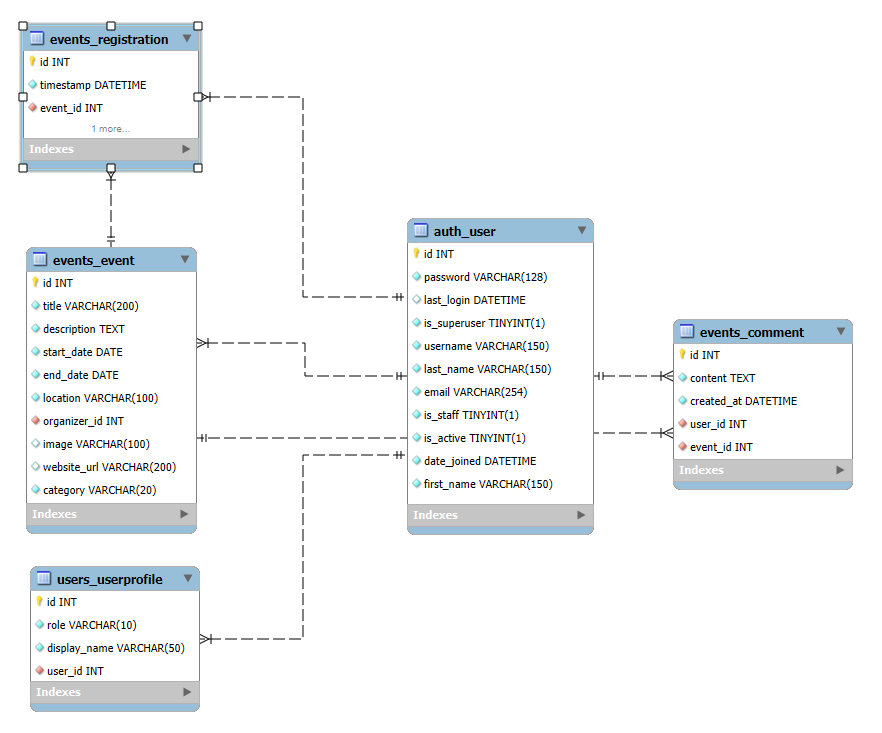 events_registration
id INT
timestamp DATETIME
event_id INT
1 more...
Indexes
events_event
id INT
title VARCHAR(200)
description TEXT
start_date DATE
end_date DATE
location VARCHAR(100)
organizer_id INT
image VARCHAR(100)
website_url VARCHAR(200)
category VARCHAR(20)
Indexes
users_userprofile
id INT
role VARCHAR(10)
display_name VARCHAR(50)
user_id INT
Indexes
auth_user
id INT
password VARCHAR(128)
last_login DATETIME
is_superuser TINYINT(1)
username VARCHAR(150)
last_name VARCHAR(150)
email VARCHAR(254)
is_staff TINYINT(1)
is_active TINYINT(1)
date_joined DATETIME
first_name VARCHAR(150)
Indexes
events_comment
id INT
content TEXT
created_at DATETIME
user_id INT
event_id INT
Indexes